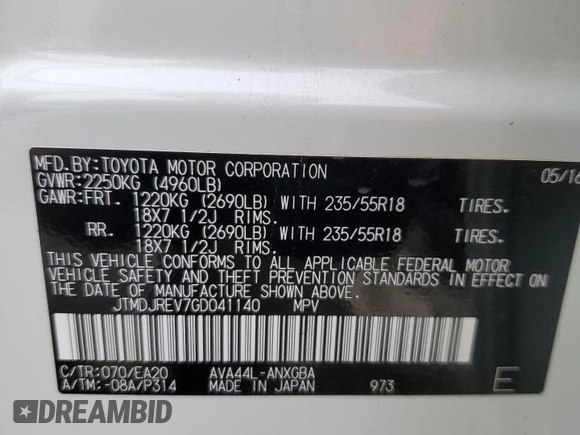 MFD.BY:TOYOTA MOTOR CORPORATION 05/16
GVWR:2250KG (4960LB)
GAWR:FRT. 1220KG (2690LB) WITH 235/55R18 TIRES.
18X7 1/2J RIMS.
RR. 1220KG (2690LB) WITH 235/55R18 TIRES.
18X7 1/2J RIMS.
THIS VEHICLE CONFORMS TO ALL APPLICABLE FEDERAL MOTOR
VEHICLE SAFETY AND THEFT PREVENTION STANDARDS IN EFFECT ON
THE DATE OF MANUFACTURE SHOWN ABOVE.
JTMDJREV7GD041140 MPV
C/TR:070/EA20 AVA44L-ANXGBA
A/TM:-08A/P314 MADE IN JAPAN 973 E
DREAMBID